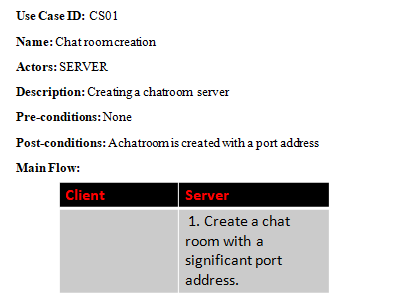 Use Case ID: CS01
Name: Chat room creation
Actors: SERVER
Description: Creating a chatroom server
Pre-conditions: None
Post-conditions: A chatroom is created with a port address
Main Flow:
Client Server
1. Create a chat
room with a
significant port
address.